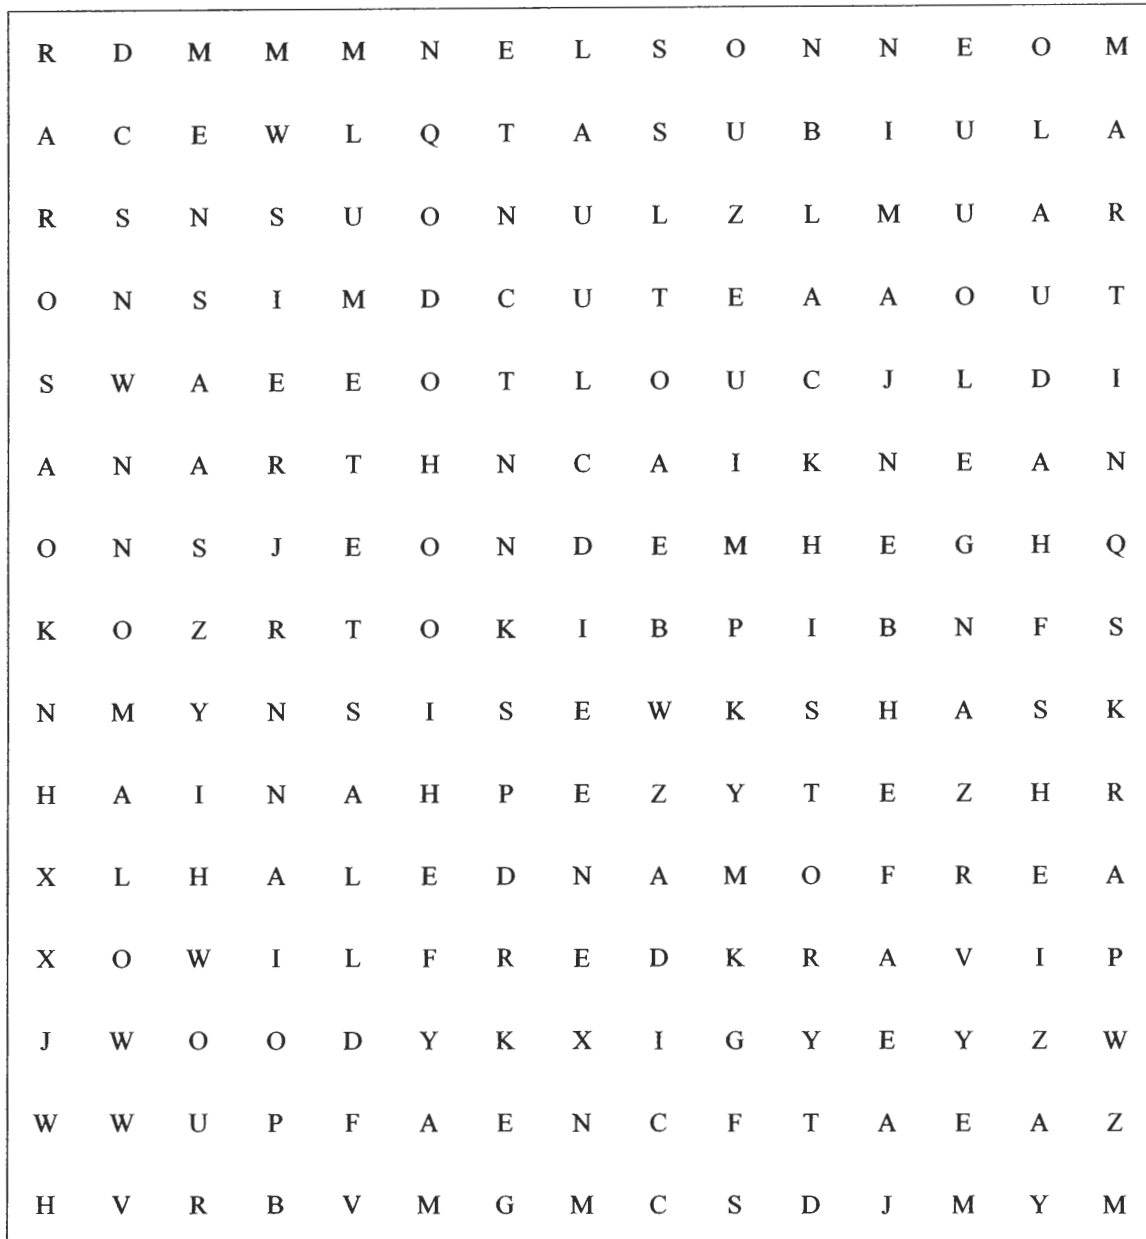 R D M M M N E L S O N N E O M
A C E W L Q T A S U B I U L A
R S N S U O N U L Z L M U A R
O N S I M D C U T E A A O U T
S W A E E O T L O U C J L D I
A N A R T H N C A I K N E A N
O N S J E O N D E M H E G H Q
K O Z R T O K I B P I B N F S
N M Y N S I S E W K S H A S K
H A I N A H P E Z Y T E Z H R
X L H A L E D N A M O F R E A
X O W I L F R E D K R A V I P
J W O O D Y K X I G Y E Y Z W
W W U P F A E N C F T A E A Z
H V R B V M G M C S D J M Y M